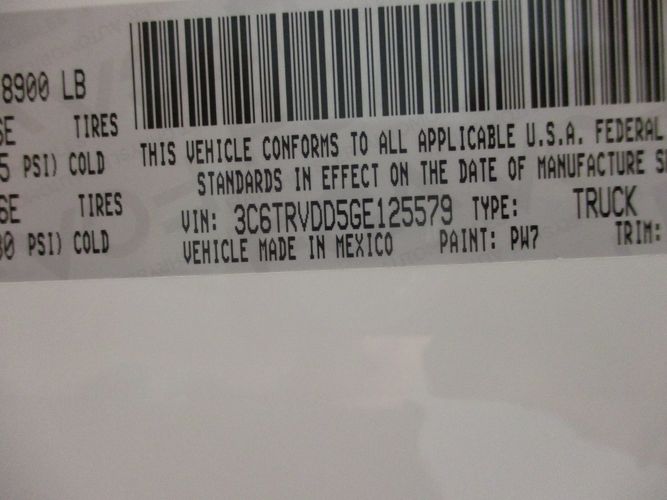 8900 LB
TIRES
PSI) COLD
TIRES
PSI) COLD
THIS VEHICLE CONFORMS TO ALL APPLICABLE U.S.A. FEDERAL
STANDARDS IN EFFECT ON THE DATE OF MANUFACTURE
VIN: 3C6TRVDD5GE125579 TYPE: TRUCK
VEHICLE MADE IN MEXICO PAINT: PW7 TRIM: